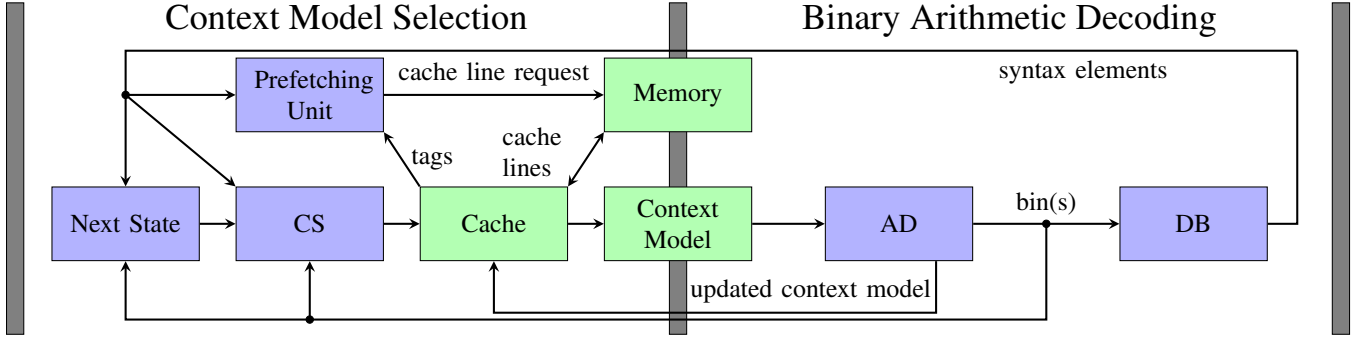 Context Model Selection
Binary Arithmetic Decoding
cache line request
syntax elements
Prefetching
Unit
Memory
tags
cache
lines
Next State
CS
Cache
Context
Model
AD
bin(s)
DB
updated context model